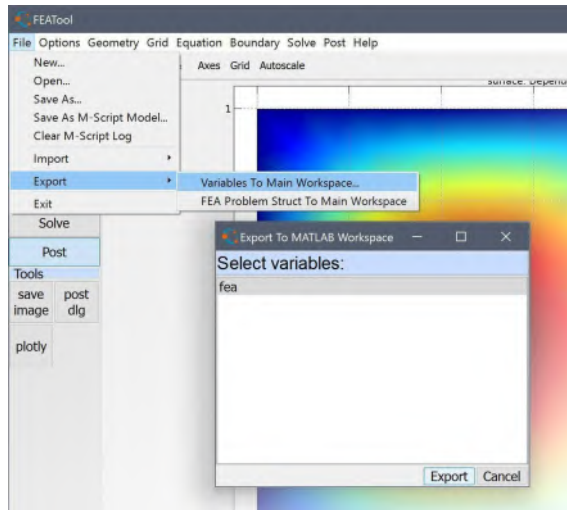 FEATool
File Options Geometry Grid Equation Boundary Solve Post Help
Axes Grid Autoscale
New...
Open...
Save As...
Save As M-Script Model...
Clear M-Script Log
Import
Export
Exit
Variables To Main Workspace...
FEA Problem Struct To Main Workspace
Solve
Post
Tools
save image
post dlg
plotly
1
Export To MATLAB Workspace
Select variables:
fea
Export Cancel